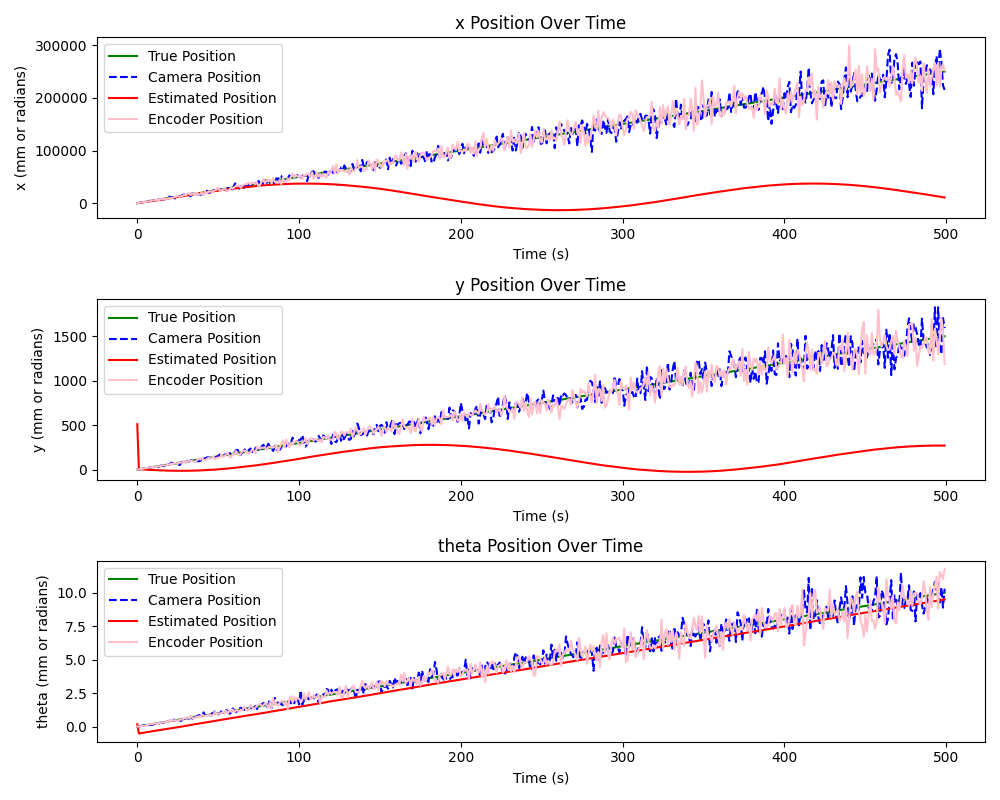 x Position Over Time
x (mm or radians)
300000
200000
100000
0
True Position
Camera Position
Estimated Position
Encoder Position
0 100 200 300 400 500
Time (s)
y Position Over Time
y (mm or radians)
1500
1000
500
0
True Position
Camera Position
Estimated Position
Encoder Position
0 100 200 300 400 500
Time (s)
theta Position Over Time
theta (mm or radians)
10.0
7.5
5.0
2.5
0.0
True Position
Camera Position
Estimated Position
Encoder Position
0 100 200 300 400 500
Time (s)